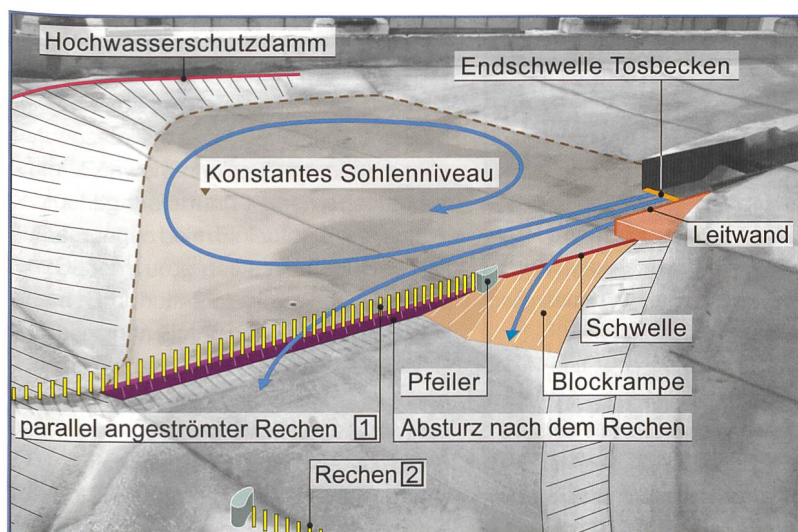 Hochwasserschutzdamm
Endschwelle Tosbecken
Konstantes Sohlenniveau
Leitwand
Schwelle
Pfeiler
Blockrampe
parallel angeströmter Rechen 1
Absturz nach dem Rechen
Rechen 2